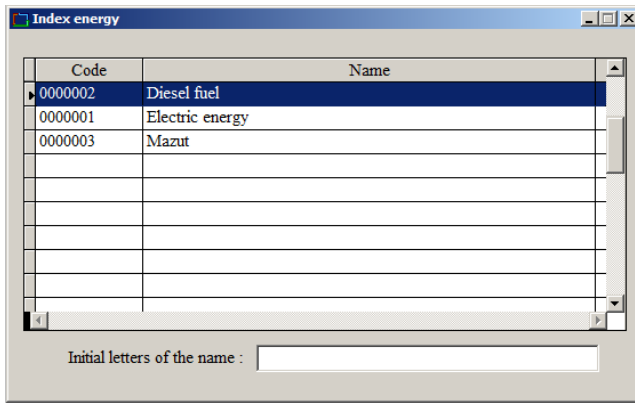 Index energy
Code Name
0000002 Diesel fuel
0000001 Electric energy
0000003 Mazut
Initial letters of the name :